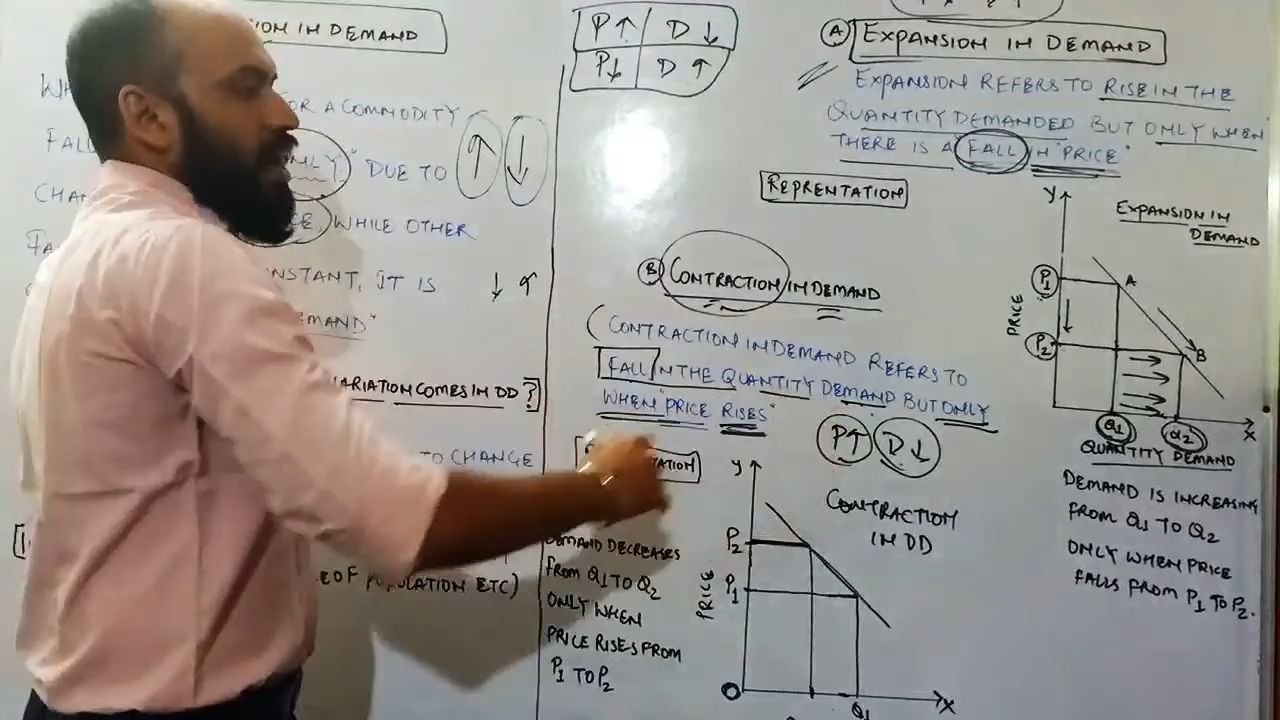 ION IN DEMAND
FOR A COMMODITY
FALL
ONLY" DUE TO ↑ ↓
CHAN
WHILE OTHER
NSTANT, IT IS ↓ ↑
EMAND"
VARIATION COMES IN DD?
TO CHANGE
E OF POPULATION ETC)
P↑ D↓
P↓ D↑
(B) CONTRACTION IN DEMAND
(CONTRACTION IN DEMAND REFERS TO
FALL IN THE QUANTITY DEMAND BUT ONLY
WHEN "PRICE RISES"
P↑ D↓
TATION
DEMAND DECREASES
FROM Q1 TO Q2
ONLY WHEN
PRICE RISES FROM
P1 TO P2
Y
P2
P1
PRICE
O
Q1
X
CONTRACTION
IN DD
(A) EXPANSION IN DEMAND
EXPANSION REFERS TO RISE IN THE
QUANTITY DEMANDED BUT ONLY WHEN
THERE IS A FALL IN "PRICE"
REPRENTATION
Y
EXPANSION IN
DEMAND
P1
A
PRICE
P2
B
Q1 Q2 X
QUANTITY DEMAND
DEMAND IS INCREASING
FROM Q1 TO Q2
ONLY WHEN PRICE
FALLS FROM P1 TO P2.